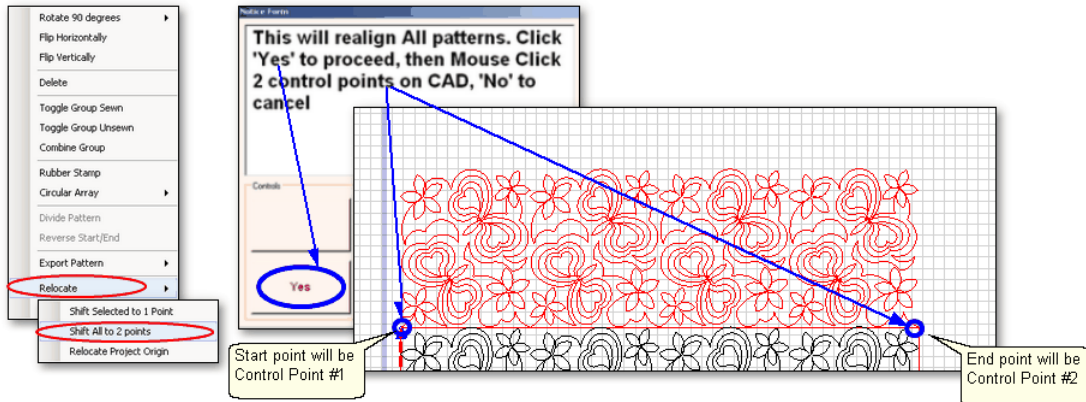 Rotate 90 degrees
Flip Horizontally
Flip Vertically
Delete
Toggle Group Sewn
Toggle Group Unsewn
Combine Group
Rubber Stamp
Circular Array
Divide Pattern
Reverse Start/End
Export Pattern
Relocate
Shift Selected to 1 Point
Shift All to 2 points
Relocate Project Origin
Notice Form
This will realign All patterns. Click
'Yes' to proceed, then Mouse Click
2 control points on CAD, 'No' to
cancel
Controls
Yes
Start point will be
Control Point #1
End point will be
Control Point #2